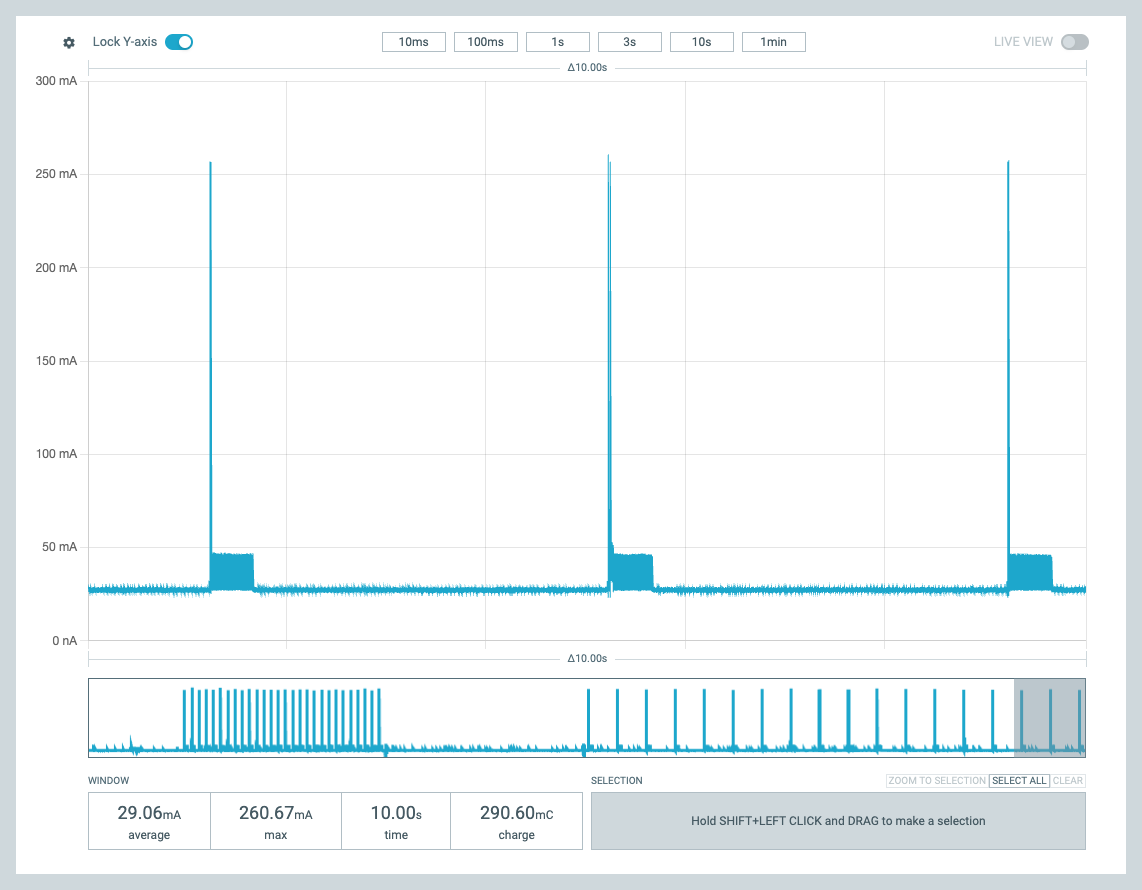 Lock Y-axis 10ms 100ms 1s 3s 10s 1min LIVE VIEW
Δ10.00s
300 mA
250 mA
200 mA
150 mA
100 mA
50 mA
0 nA
Δ10.00s
WINDOW SELECTION ZOOM TO SELECTION SELECT ALL CLEAR
29.06mA 260.67mA 10.00s 290.60mC
average max time charge
Hold SHIFT+LEFT CLICK and DRAG to make a selection